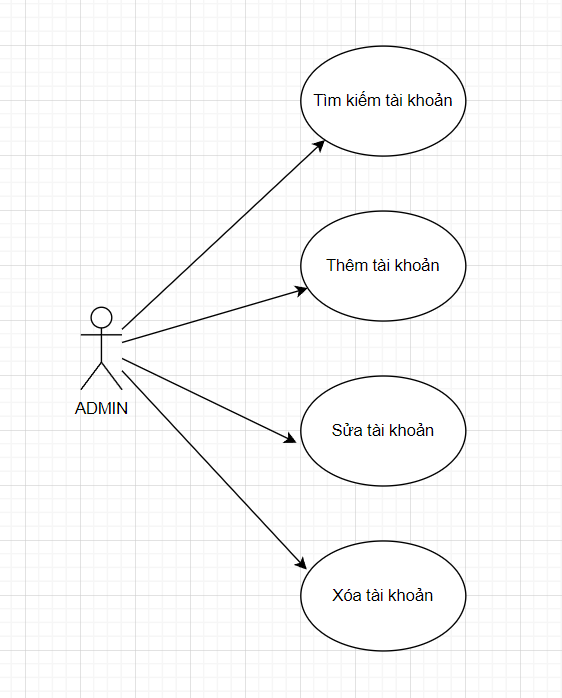 Tìm kiếm tài khoản
Thêm tài khoản
ADMIN
Sửa tài khoản
Xóa tài khoản